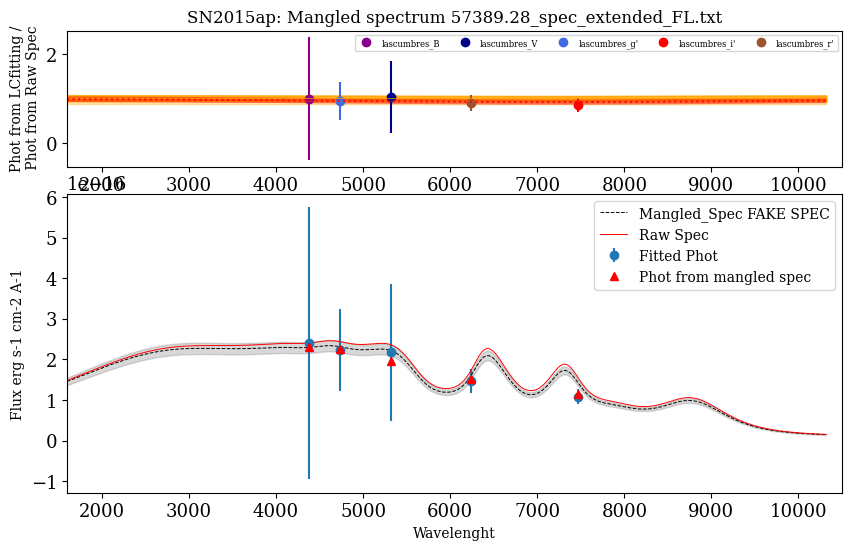 SN2015ap: Mangled spectrum 57389.28_spec_extended_FL.txt
Phot from LCfitting /
Phot from Raw Spec
2
0
lascumbres_B
lascumbres_V
lascumbres_g'
lascumbres_i'
lascumbres_r'
2000 3000 4000 5000 6000 7000 8000 9000 10000
1e−16
Flux erg s-1 cm-2 A-1
6
5
4
3
2
1
0
−1
Mangled_Spec FAKE SPEC
Raw Spec
Fitted Phot
Phot from mangled spec
2000 3000 4000 5000 6000 7000 8000 9000 10000
Wavelenght